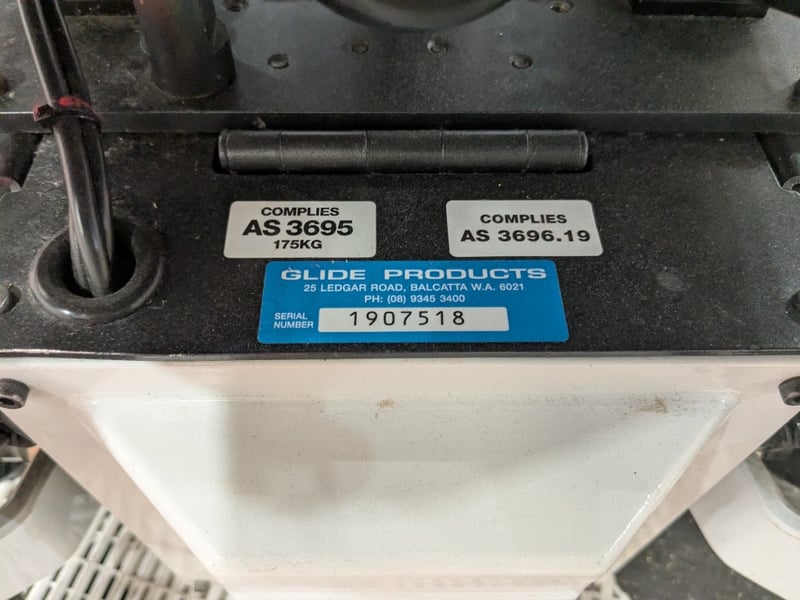 COMPLIES
AS 3695
175KG
COMPLIES
AS 3696.19
GLIDE PRODUCTS
25 LEDGAR ROAD, BALCATTA W.A. 6021
PH: (08) 9345 3400
SERIAL NUMBER 1907518